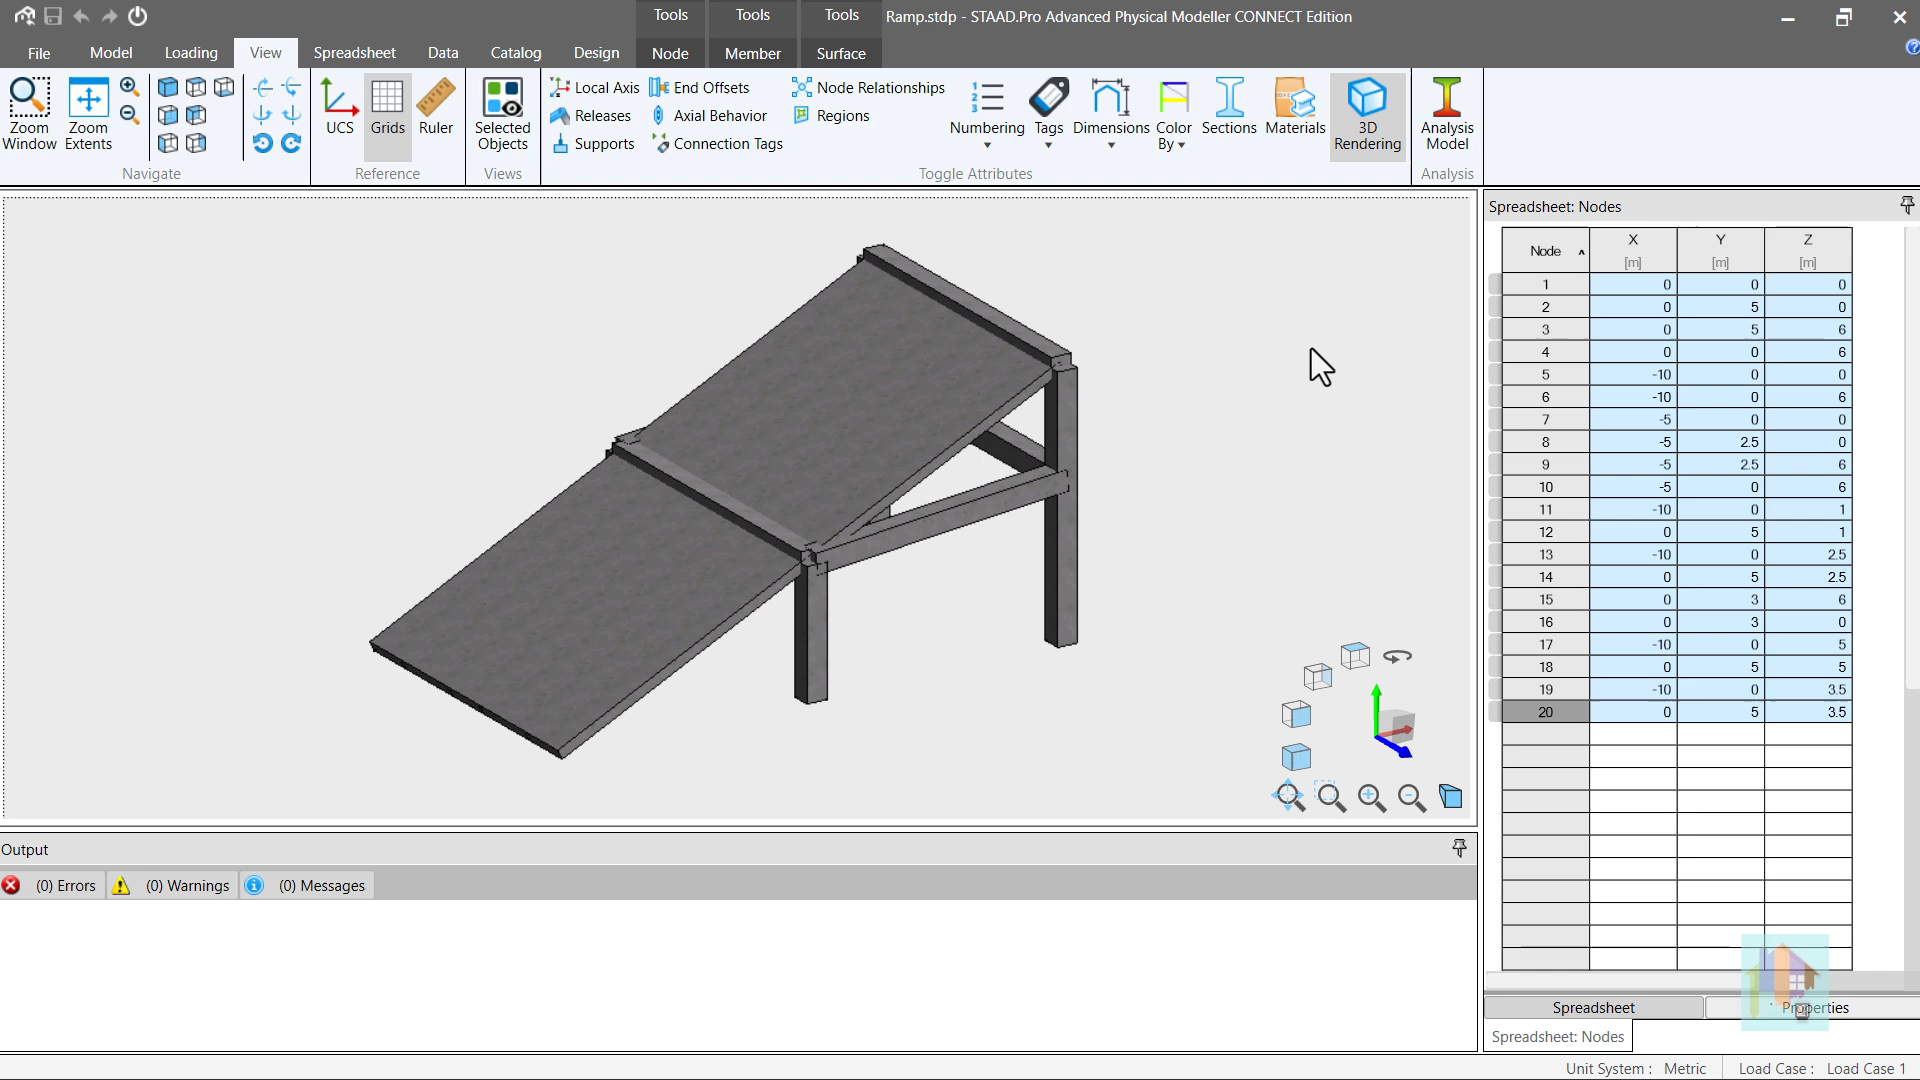 Ramp.stdp - STAAD.Pro Advanced Physical Modeller CONNECT Edition
Tools Tools Tools
File Model Loading View Spreadsheet Data Catalog Design Node Member Surface
Zoom Window
Zoom Extents
Navigate
UCS
Grids
Ruler
Reference
Selected Objects
Views
Local Axis
Releases
Supports
End Offsets
Axial Behavior
Connection Tags
Node Relationships
Regions
Numbering
Tags
Dimensions
Color By
Sections
Materials
3D Rendering
Toggle Attributes
Analysis Model
Analysis
Spreadsheet: Nodes
Node X Y Z
[m] [m] [m]
1 0 0 0
2 0 5 0
3 0 5 6
4 0 0 6
5 -10 0 0
6 -10 0 6
7 -5 0 0
8 -5 2.5 0
9 -5 2.5 6
10 -5 0 6
11 -10 0 1
12 0 5 1
13 -10 0 2.5
14 0 5 2.5
15 0 3 6
16 0 3 0
17 -10 0 5
18 0 5 5
19 -10 0 3.5
20 0 5 3.5
Output
(0) Errors (0) Warnings (0) Messages
Spreadsheet Properties
Spreadsheet: Nodes
Unit System : Metric Load Case : Load Case 1